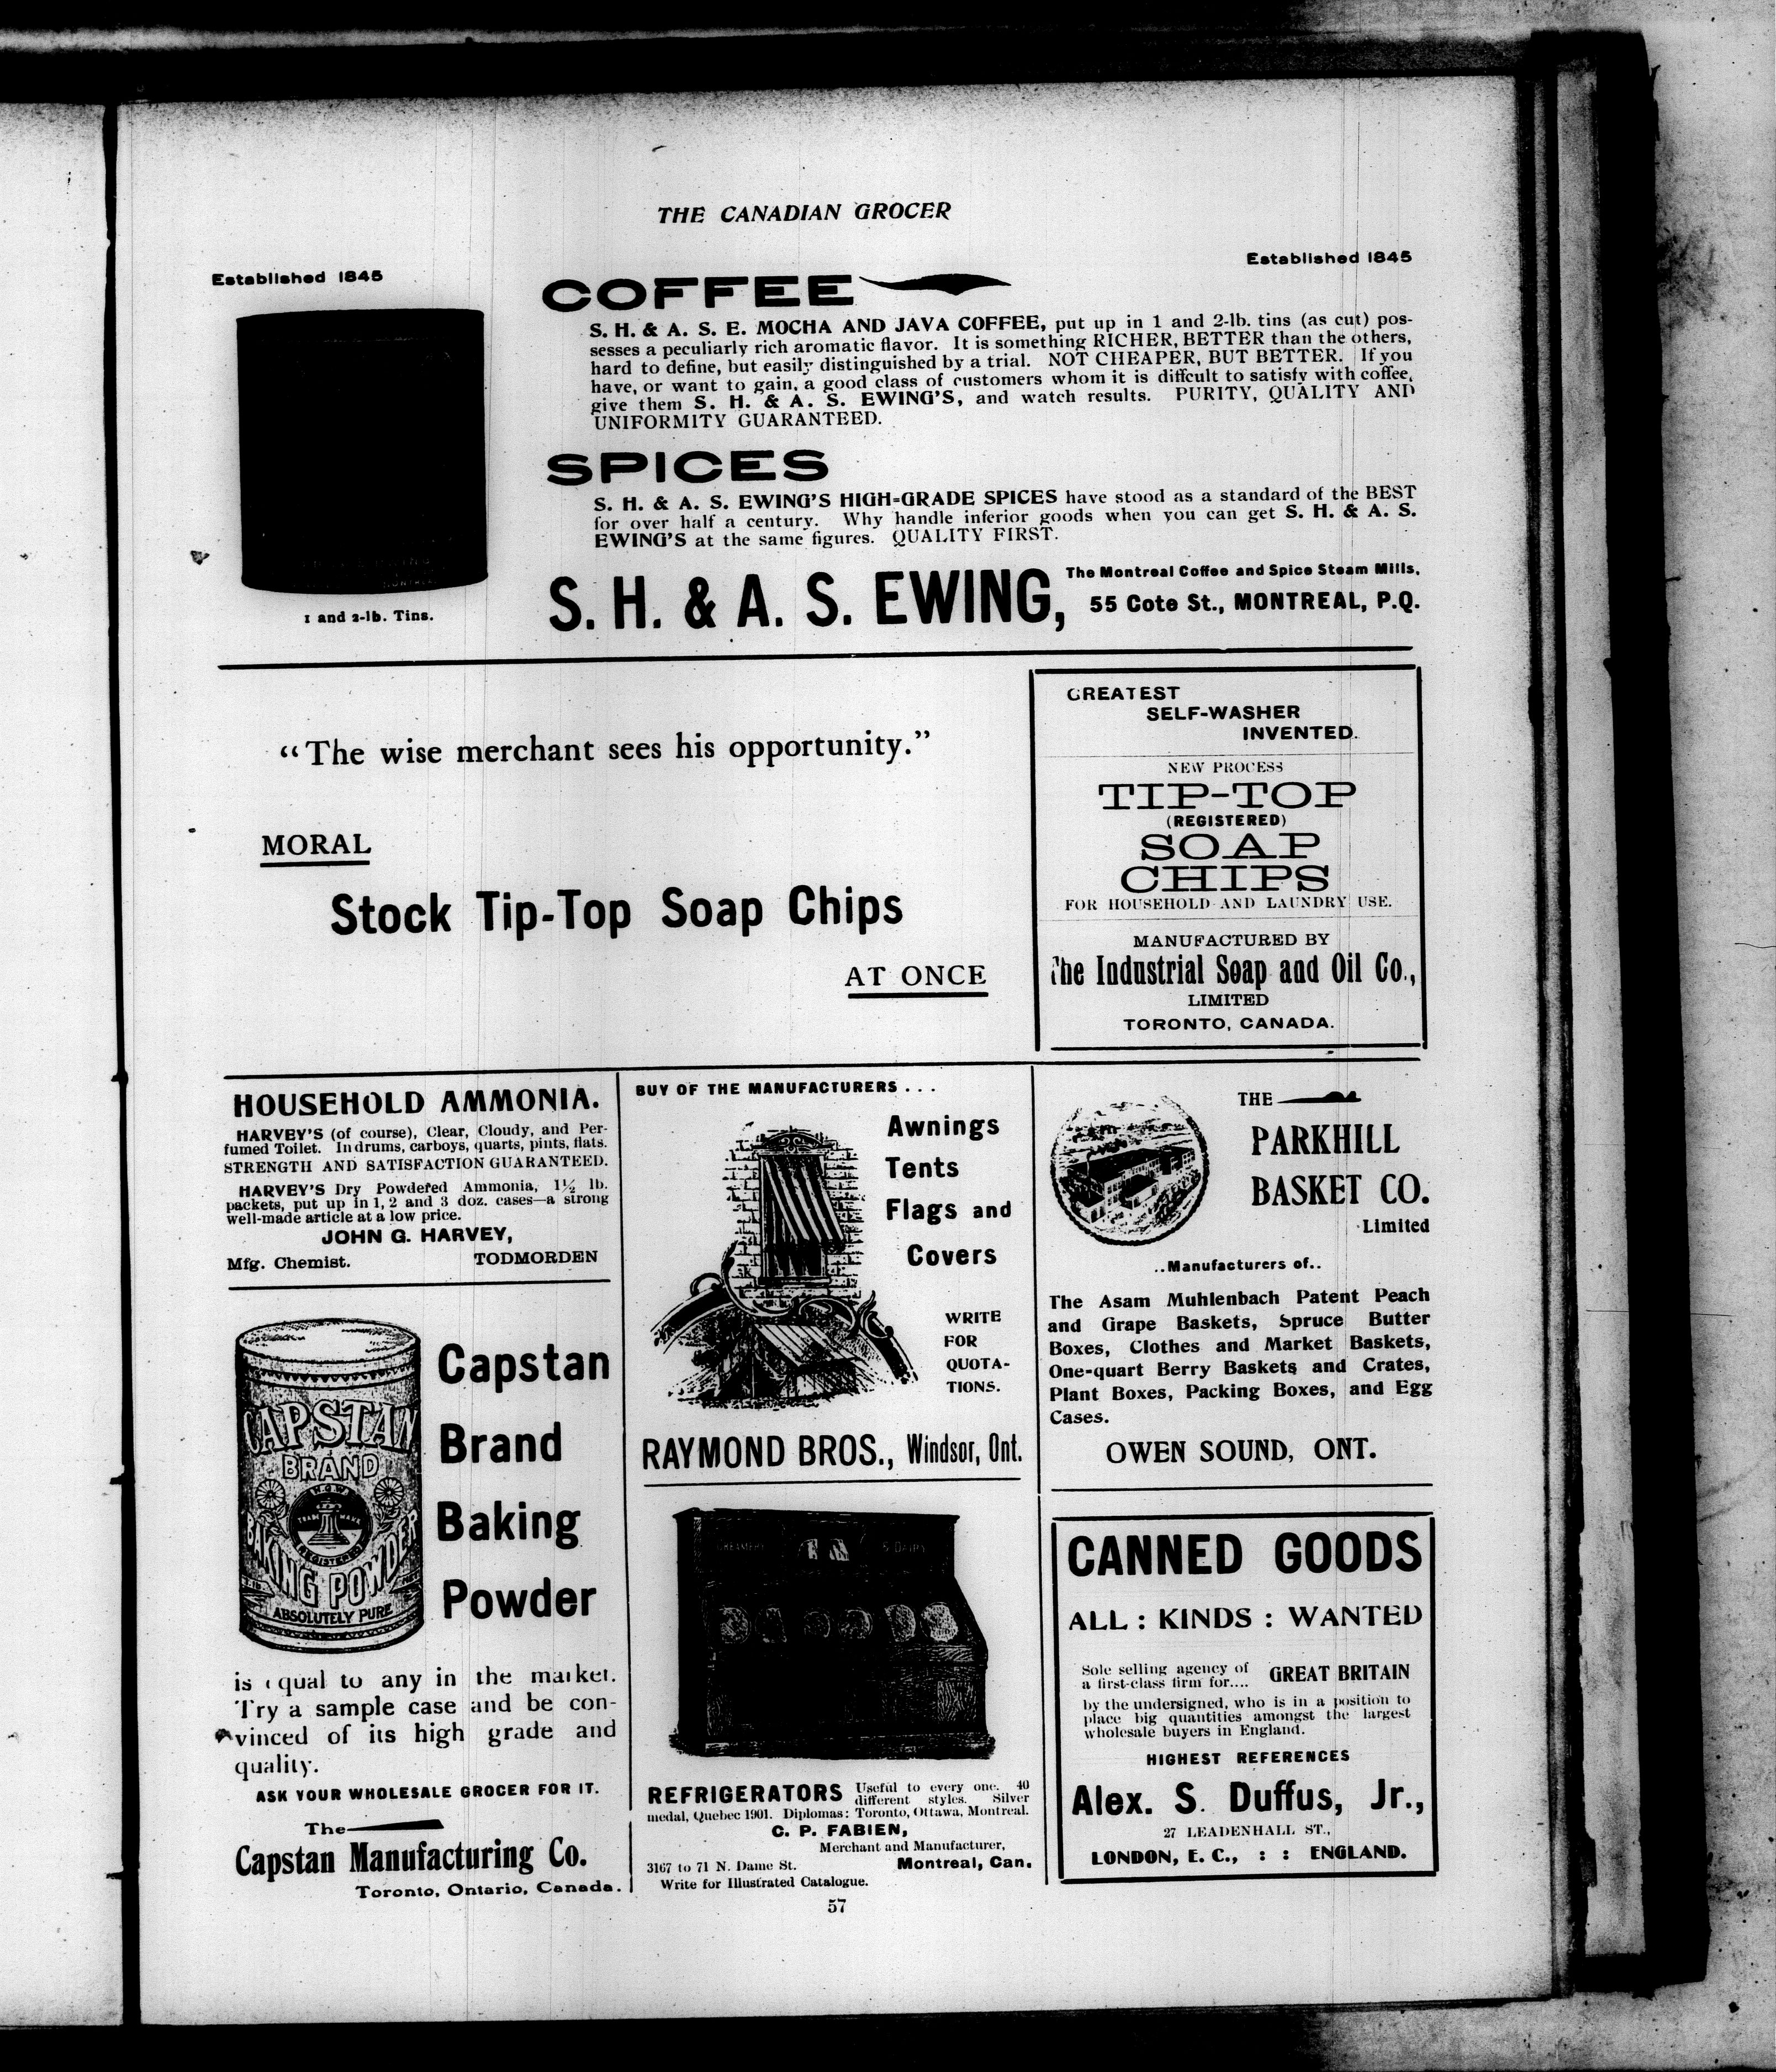 THE CANADIAN GROCER
Established 1845
Established 1845
COFFEE
S. H. & A. S. E. MOCHA AND JAVA COFFEE, put up in 1 and 2-lb. tins (as cut) pos-
sesses a peculiarly rich aromatic flavor. It is something RICHER, BETTER than the others,
hard to define, but easily distinguished by a trial. NOT CHEAPER, BUT BETTER. If you
have, or want to gain, a good class of customers whom it is diffcult to satisfy with coffee,
give them S. H. & A. S. EWING'S, and watch results. PURITY, QUALITY AND
UNIFORMITY GUARANTEED.
SPICES
S. H. & A. S. EWING'S HIGH-GRADE SPICES have stood as a standard of the BEST
for over half a century. Why handle inferior goods when you can get S. H. & A. S.
EWING'S at the same figures. QUALITY FIRST.
1 and 2-lb. Tins.
S. H. & A. S. EWING,
The Montreal Coffee and Spice Steam Mills,
55 Cote St., MONTREAL, P.Q.
"The wise merchant sees his opportunity."
MORAL
Stock Tip-Top Soap Chips
AT ONCE
GREATEST
SELF-WASHER
INVENTED.
NEW PROCESS
TIP-TOP
(REGISTERED)
SOAP
CHIPS
FOR HOUSEHOLD AND LAUNDRY USE.
MANUFACTURED BY
The Industrial Soap and Oil Co.,
LIMITED
TORONTO, CANADA.
HOUSEHOLD AMMONIA.
HARVEY'S (of course), Clear, Cloudy, and Per-
fumed Toilet. In drums, carboys, quarts, pints, flats.
STRENGTH AND SATISFACTION GUARANTEED.
HARVEY'S Dry Powdefed Ammonia, 1½ lb.
packets, put up in 1, 2 and 3 doz. cases—a strong
well-made article at a low price.
JOHN G. HARVEY,
Mfg. Chemist. TODMORDEN
CAPSTAN
BRAND
TRADE MARK
REGISTERED
BAKING POWDER
ABSOLUTELY PURE
Capstan
Brand
Baking
Powder
is equal to any in the market.
Try a sample case and be con-
vinced of its high grade and
quality.
ASK YOUR WHOLESALE GROCER FOR IT.
The
Capstan Manufacturing Co.
Toronto, Ontario, Canada.
BUY OF THE MANUFACTURERS . . .
Awnings
Tents
Flags and
Covers
WRITE
FOR
QUOTA-
TIONS.
RAYMOND BROS., Windsor, Ont.
CREAMERY
& DAIRY
REFRIGERATORS Useful to every one. 40
different styles. Silver
medal, Quebec 1901. Diplomas: Toronto, Ottawa, Montreal.
C. P. FABIEN,
Merchant and Manufacturer,
3167 to 71 N. Dame St. Montreal, Can.
Write for Illustrated Catalogue.
THE
PARKHILL
BASKET CO.
Limited
..Manufacturers of..
The Asam Muhlenbach Patent Peach
and Grape Baskets, Spruce Butter
Boxes, Clothes and Market Baskets,
One-quart Berry Baskets and Crates,
Plant Boxes, Packing Boxes, and Egg
Cases.
OWEN SOUND, ONT.
CANNED GOODS
ALL : KINDS : WANTED
Sole selling agency of
a first-class firm for.... GREAT BRITAIN
by the undersigned, who is in a position to
place big quantities amongst the largest
wholesale buyers in England.
HIGHEST REFERENCES
Alex. S. Duffus, Jr.,
27 LEADENHALL ST.,
LONDON, E. C., : : ENGLAND.
57